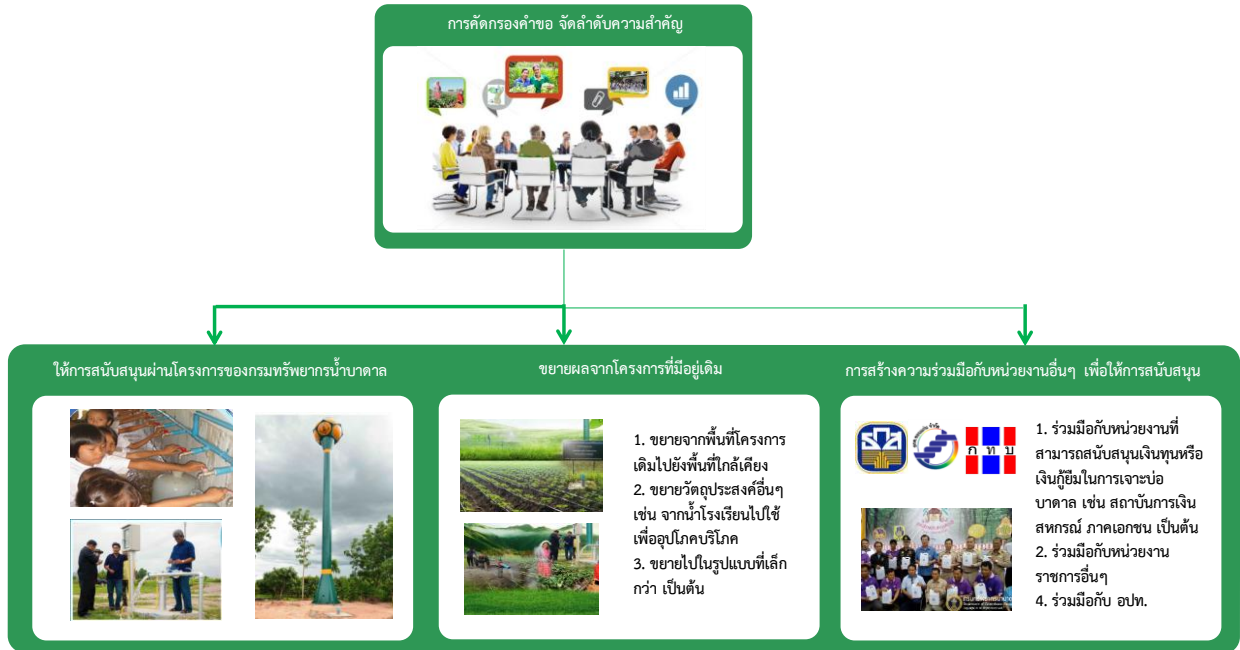 การคัดกรองคำขอ จัดลำดับความสำคัญ
ให้การสนับสนุนผ่านโครงการของกรมทรัพยากรน้ำบาดาล
ขยายผลจากโครงการที่มีอยู่เดิม
1. ขยายจากพื้นที่โครงการ
เดิมไปยังพื้นที่ใกล้เคียง
2. ขยายวัตถุประสงค์อื่นๆ
เช่น จากน้ำโรงเรียนไปใช้
เพื่ออุปโภคบริโภค
3. ขยายไปในรูปแบบที่เล็ก
กว่า เป็นต้น
การสร้างความร่วมมือกับหน่วยงานอื่นๆ เพื่อให้การสนับสนุน
ก ท บ
1. ร่วมมือกับหน่วยงานที่
สามารถสนับสนุนเงินทุนหรือ
เงินกู้ยืมในการเจาะบ่อ
บาดาล เช่น สถาบันการเงิน
สหกรณ์ ภาคเอกชน เป็นต้น
2. ร่วมมือกับหน่วยงาน
ราชการอื่นๆ
4. ร่วมมือกับ อปท.